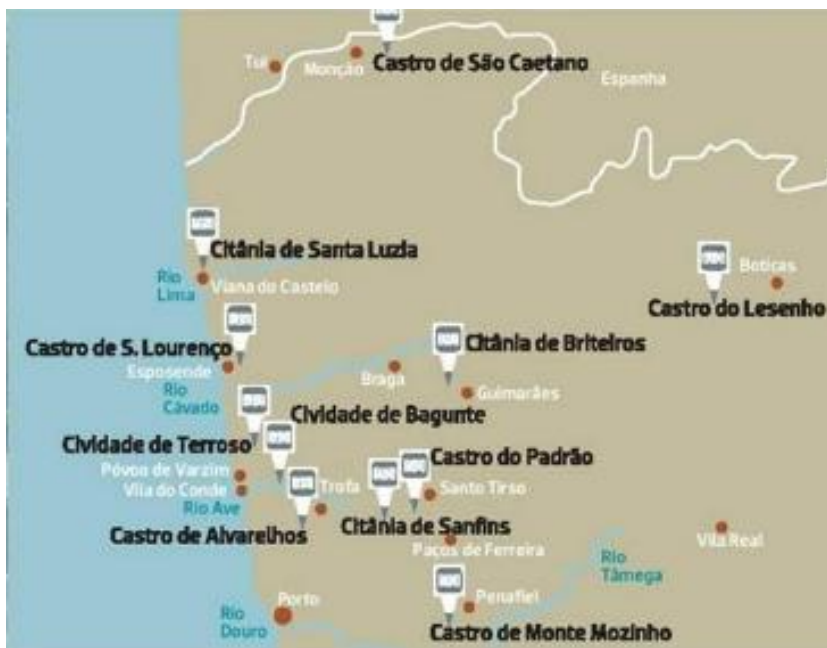 Castro de São Caetano
Tui
Monção
Espanha
Citânia de Santa Luzia
Rio
Lima
Viana do Castelo
Boticas
Castro do Lesenho
Castro de S. Lourenço
Esposende
Citânia de Briteiros
Braga
Guimarães
Rio
Cávado
Cividade de Bagunte
Cividade de Terroso
Castro do Padrão
Póvoa de Varzim
Vila do Conde
Trofa
Santo Tirso
Rio Ave
Castro de Alvarelhos
Citânia de Sanfins
Paços de Ferreira
Vila Real
Rio
Tâmega
Porto
Penafiel
Rio
Douro
Castro de Monte Mozinho